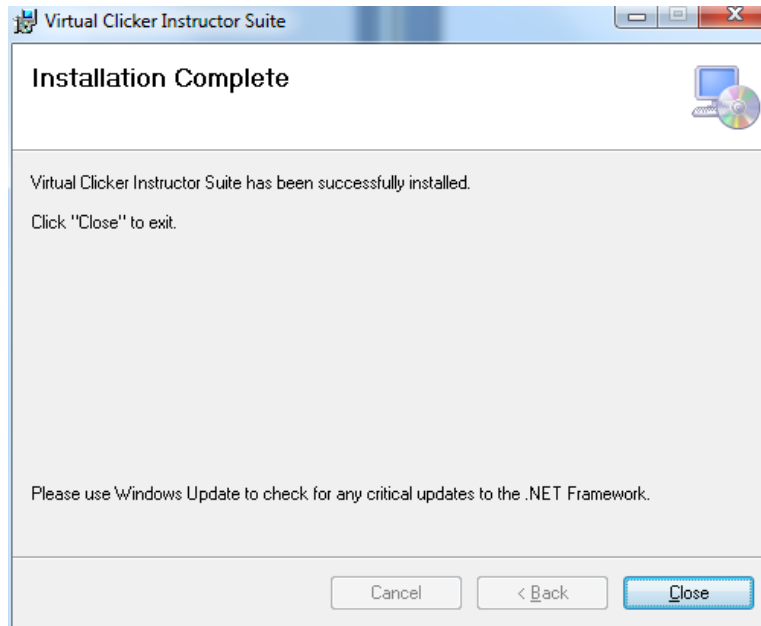 Virtual Clicker Instructor Suite
Installation Complete
Virtual Clicker Instructor Suite has been successfully installed.
Click "Close" to exit.
Please use Windows Update to check for any critical updates to the .NET Framework.
Cancel < Back Close